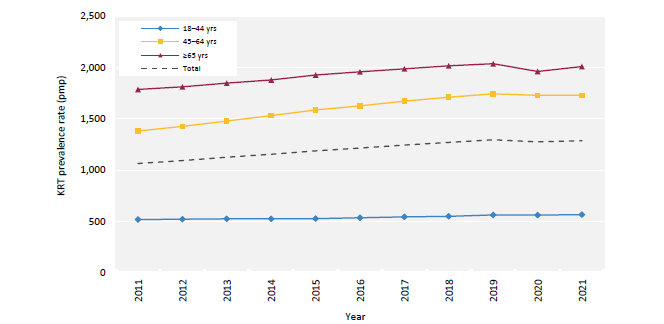 2,500
2,000
1,500
1,000
500
0
KRT prevalence rate (pmp)
18–44 yrs
45–64 yrs
≥65 yrs
Total
2011 2012 2013 2014 2015 2016 2017 2018 2019 2020 2021
Year